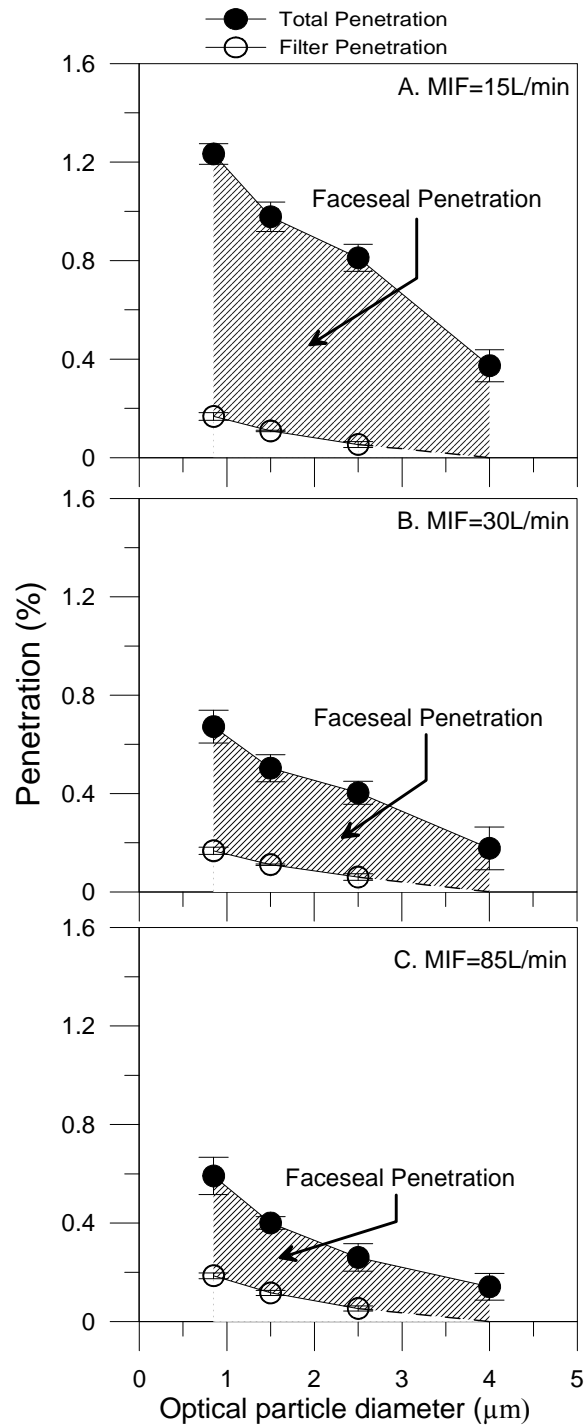 Total Penetration
Filter Penetration
1.6
A. MIF=15L/min
1.2
Faceseal Penetration
0.8
0.4
0
1.6
B. MIF=30L/min
1.2
0.8
Faceseal Penetration
0.4
0
1.6
C. MIF=85L/min
1.2
0.8
Faceseal Penetration
0.4
0
Penetration (%)
0 1 2 3 4 5
Optical particle diameter (μm)